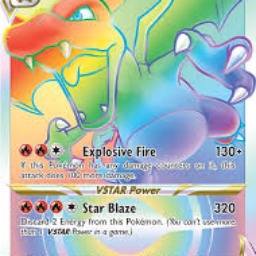 Explosive Fire 130+
If this Pokémon has any damage counters on it, this
attack does 100 more damage.
VSTAR Power
Star Blaze 320
Discard 2 Energy from this Pokémon. (You can't use more
than 1 VSTAR Power in a game.)